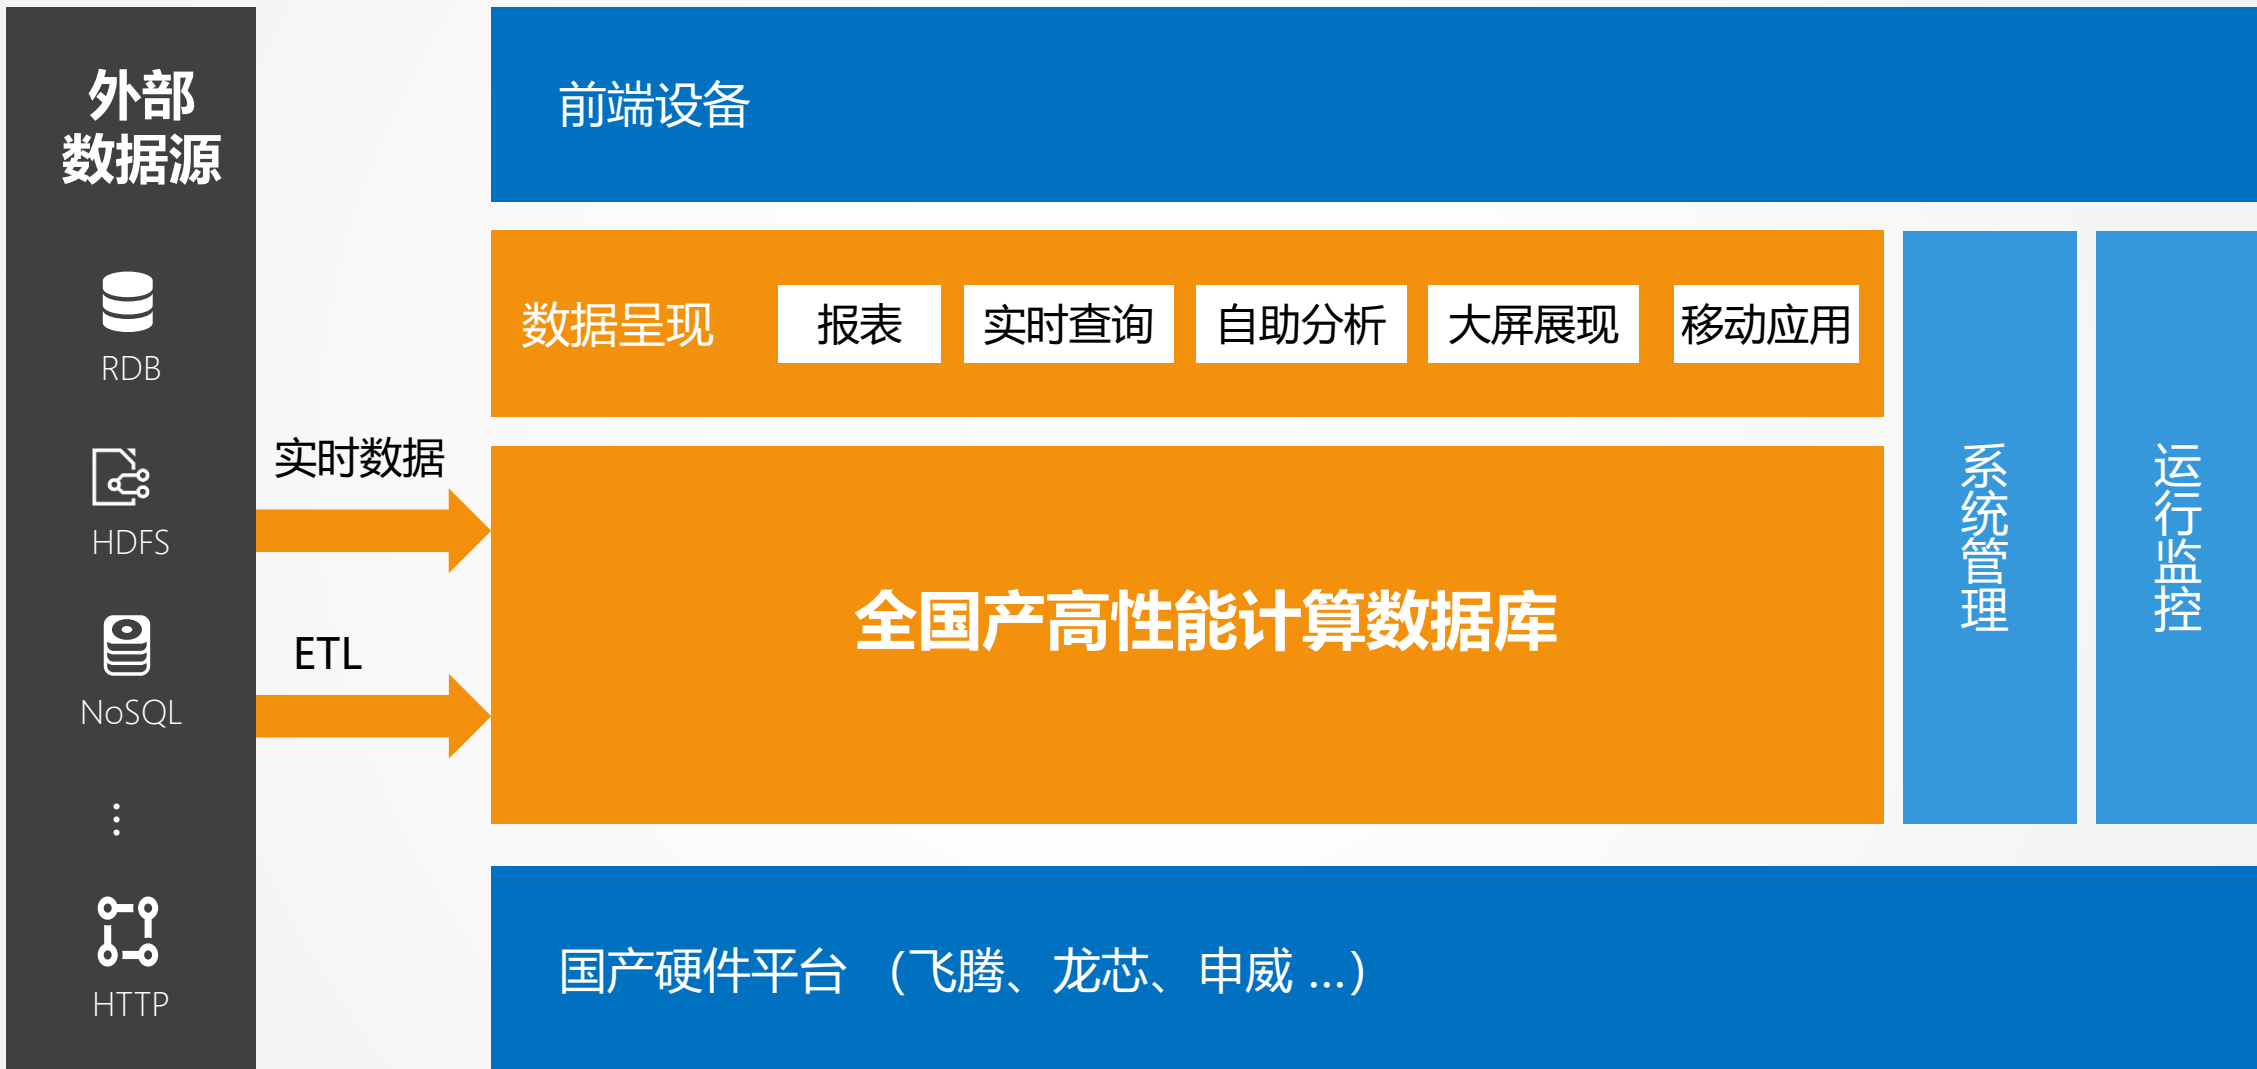 外部
数据源
RDB
HDFS
NoSQL
...
HTTP
实时数据
ETL
前端设备
数据呈现
报表
实时查询
自助分析
大屏展现
移动应用
全国产高性能计算数据库
系统管理
运行监控
国产硬件平台 （飞腾、龙芯、申威 ...）